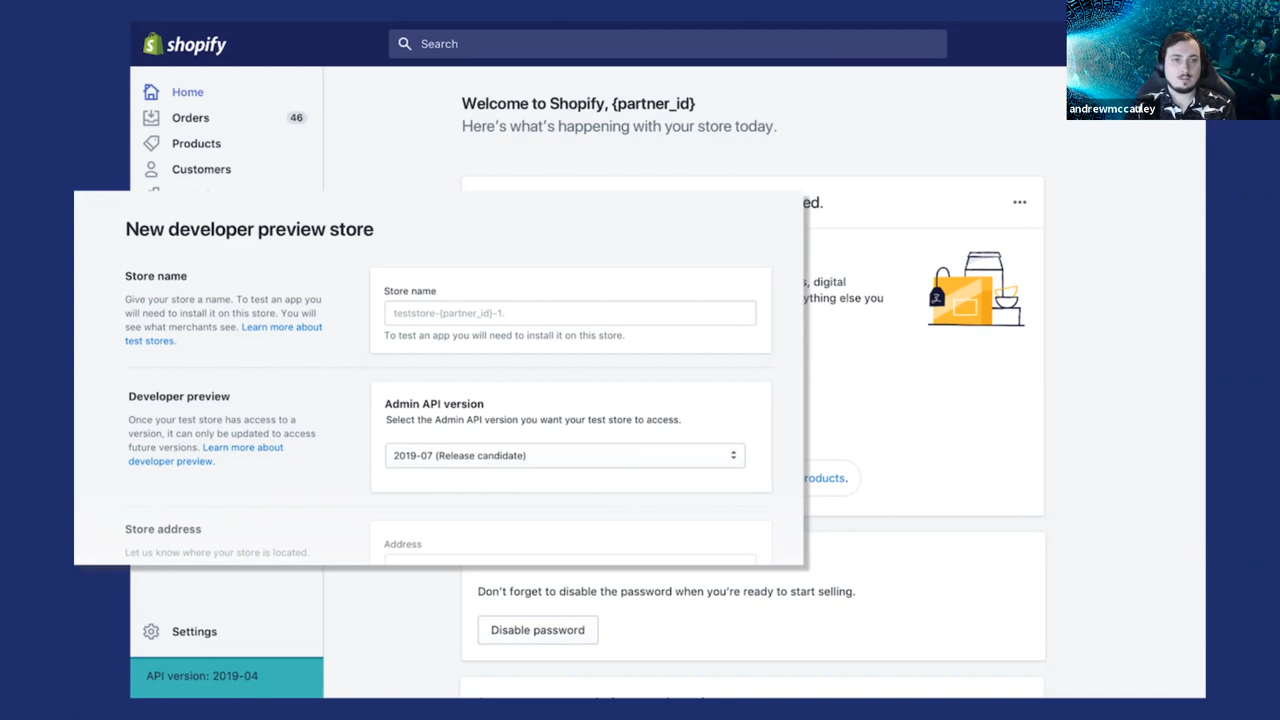 shopify
Search
andrewmccauley
Home
Orders 46
Products
Customers
Welcome to Shopify, {partner_id}
Here's what's happening with your store today.
ed.
s, digital
ything else you
roducts.
New developer preview store
Store name
Give your store a name. To test an app you
will need to install it on this store. You will
see what merchants see. Learn more about
test stores.
Store name
teststore-{partner_id}-1.
To test an app you will need to install it on this store.
Developer preview
Once your test store has access to a
version, it can only be updated to access
future versions. Learn more about
developer preview.
Admin API version
Select the Admin API version you want your test store to access.
2019-07 (Release candidate)
Store address
Let us know where your store is located.
Address
Don't forget to disable the password when you're ready to start selling.
Disable password
Settings
API version: 2019-04